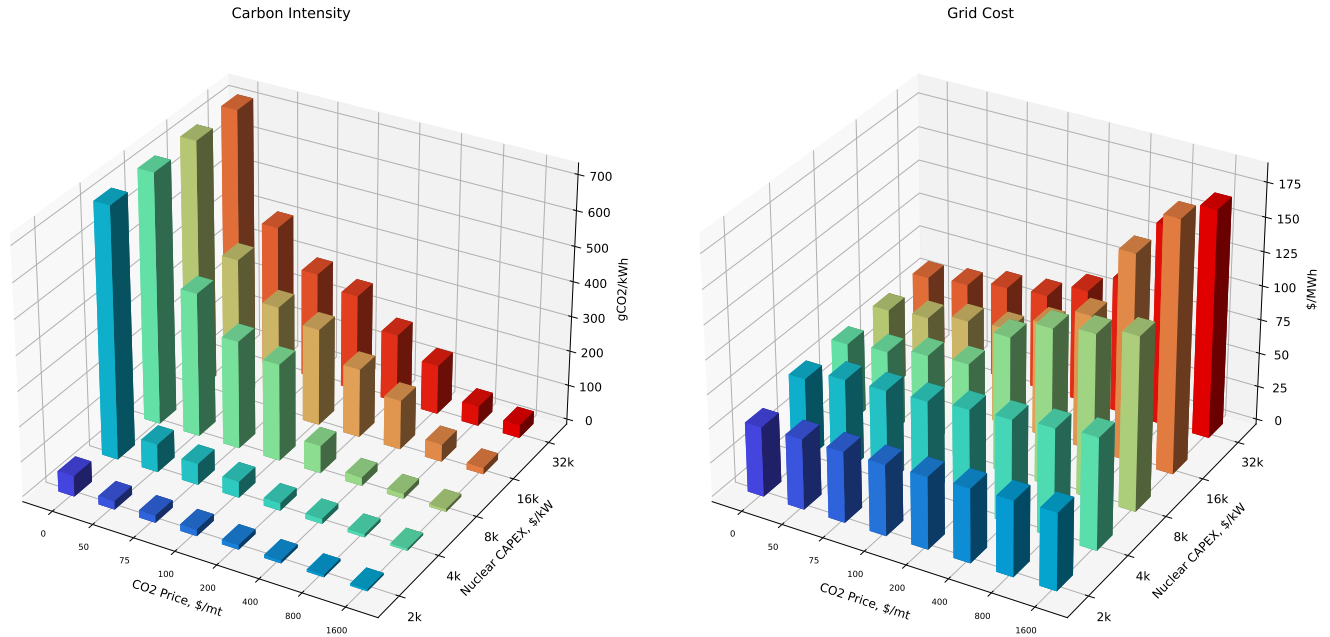 Carbon Intensity
700
600
500
400
300
200
100
0
gCO2/kWh
0
50
75
100
200
400
800
1600
CO2 Price, $/mt
2k
4k
8k
16k
32k
Nuclear CAPEX, $/kW
Grid Cost
175
150
125
100
75
50
25
0
$/MWh
0
50
75
100
200
400
800
1600
CO2 Price, $/mt
2k
4k
8k
16k
32k
Nuclear CAPEX, $/kW